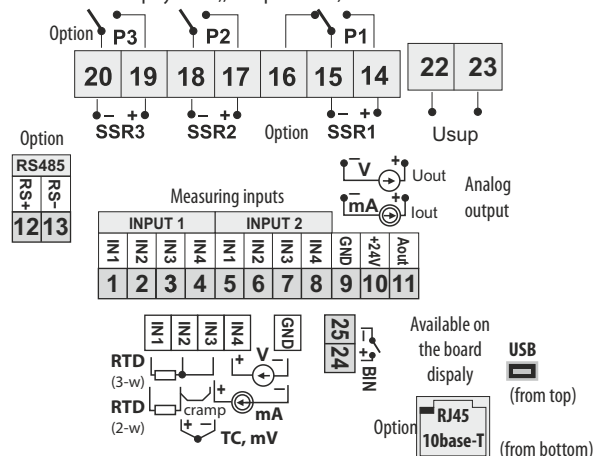 Option P3 P2 P1
20 19 18 17 16 15 14 22 23
– + – + – +
SSR3 SSR2 Option SSR1 Usup
Option
RS485
RS+ RS-
12 13
– V + Uout
– mA + Iout
Analog
output
Measuring inputs
INPUT 1 INPUT 2
IN1 IN2 IN3 IN4 IN1 IN2 IN3 IN4 GND +24V Aout
1 2 3 4 5 6 7 8 9 10 11
IN1 IN2 IN3 IN4 GND
25 –
24 +
BIN
RTD
(3-w)
+ V –
RTD
(2-w)
cramp
+ mA –
+ –
TC, mV
Available on
the board
dispaly
USB
(from top)
Option
RJ45
10base-T
(from bottom)